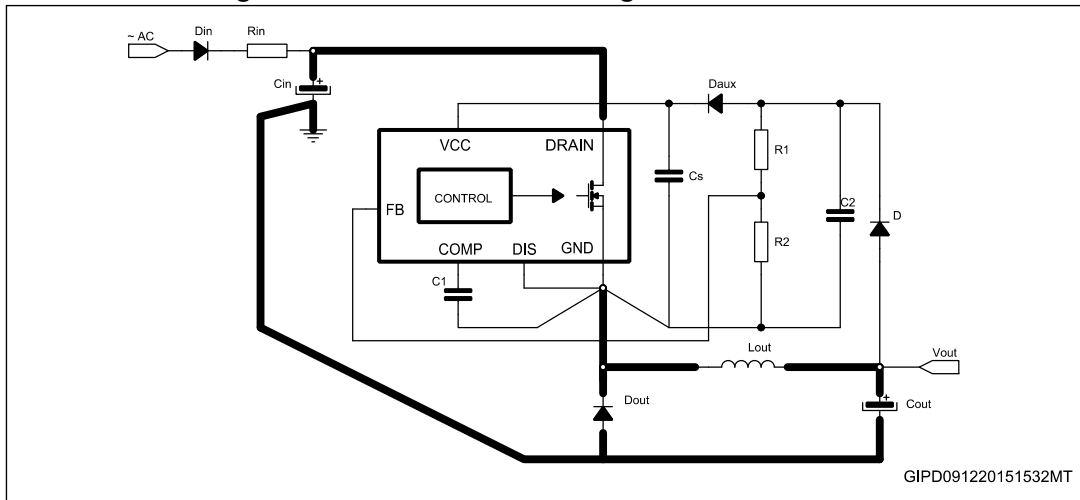 ~ AC
Din
Rin
Cin
+
Daux
VCC
DRAIN
R1
Cs
CONTROL
FB
C2
D
R2
COMP
DIS
GND
C1
Lout
Vout
Dout
+
Cout
GIPD091220151532MT